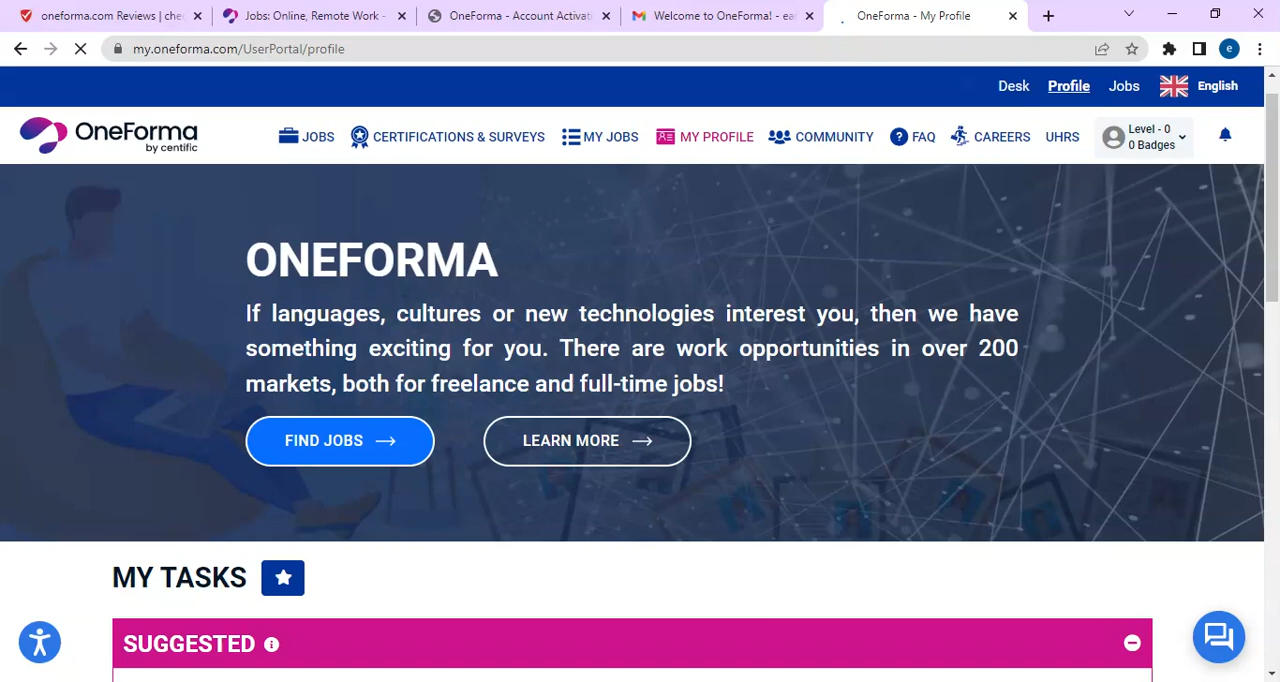 oneforma.com Reviews | che
Jobs: Online, Remote Work -
OneForma - Account Activati
Welcome to OneForma! - ea
OneForma - My Profile
my.oneforma.com/UserPortal/profile
e
Desk Profile Jobs English
OneForma
by centific
JOBS CERTIFICATIONS & SURVEYS MY JOBS MY PROFILE COMMUNITY FAQ CAREERS UHRS
Level - 0
0 Badges
ONEFORMA
If languages, cultures or new technologies interest you, then we have
something exciting for you. There are work opportunities in over 200
markets, both for freelance and full-time jobs!
FIND JOBS
LEARN MORE
MY TASKS
SUGGESTED